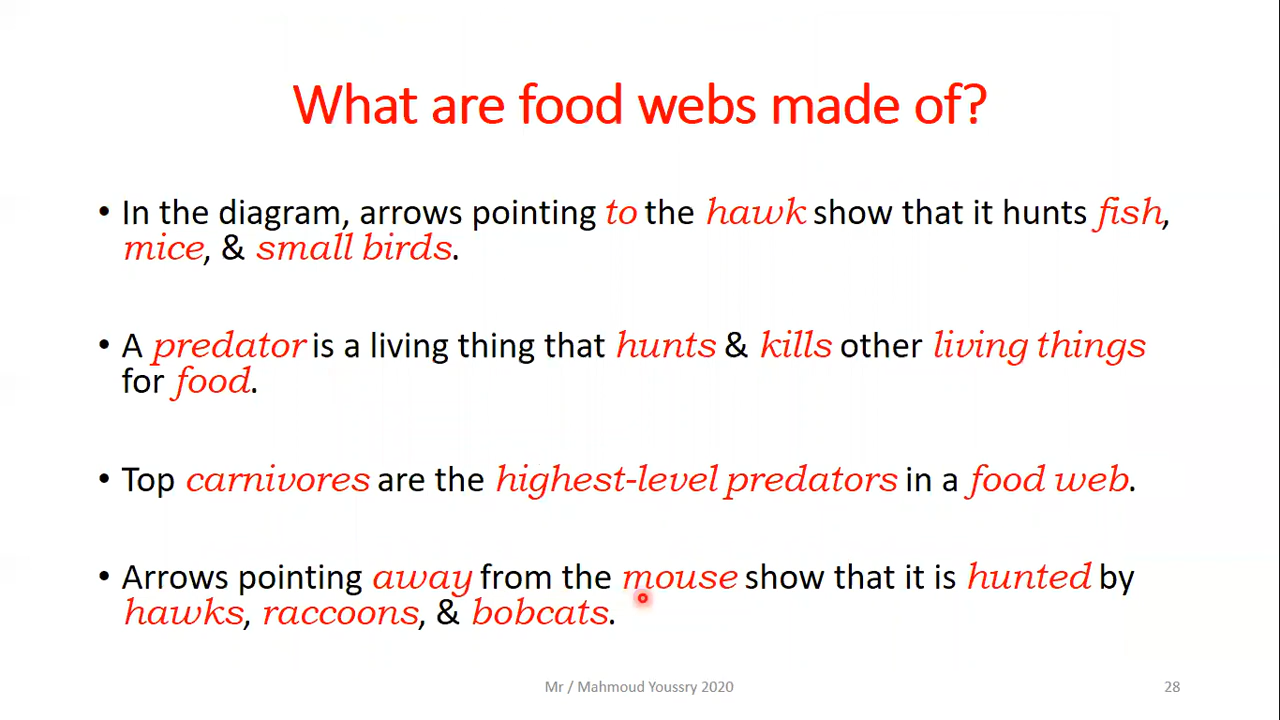 What are food webs made of?
• In the diagram, arrows pointing to the hawk show that it hunts fish,
mice, & small birds.
• A predator is a living thing that hunts & kills other living things
for food.
• Top carnivores are the highest-level predators in a food web.
• Arrows pointing away from the mouse show that it is hunted by
hawks, raccoons, & bobcats.
Mr / Mahmoud Youssry 2020
28